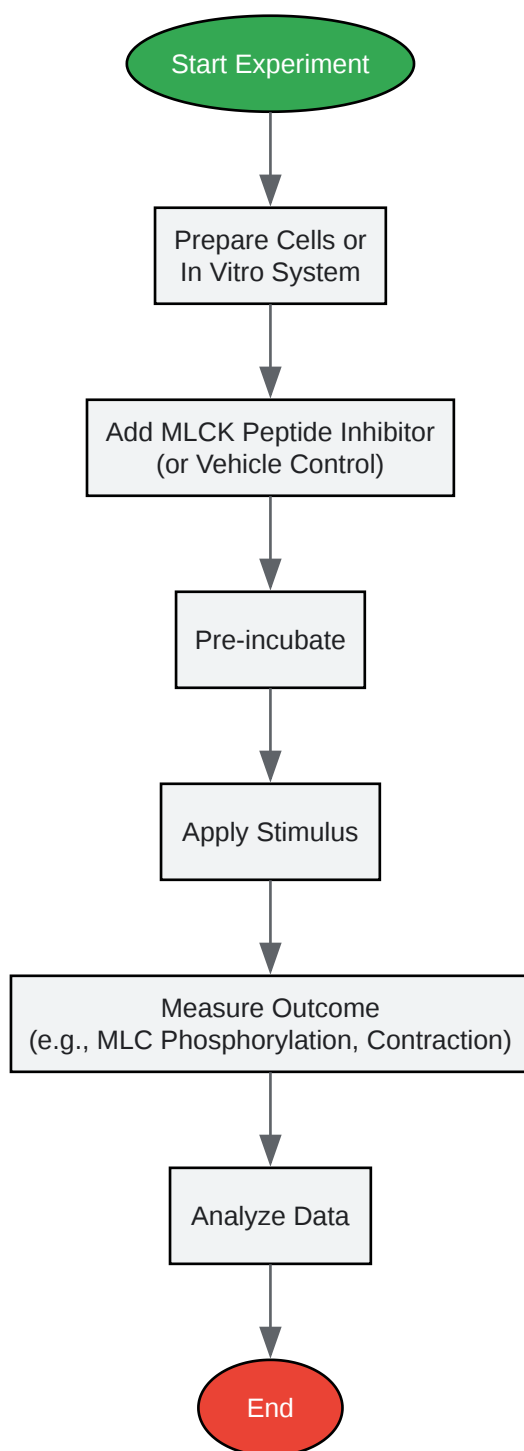 Start Experiment
Prepare Cells or
In Vitro System
Add MLCK Peptide Inhibitor
(or Vehicle Control)
Pre-incubate
Apply Stimulus
Measure Outcome
(e.g., MLC Phosphorylation, Contraction)
Analyze Data
End